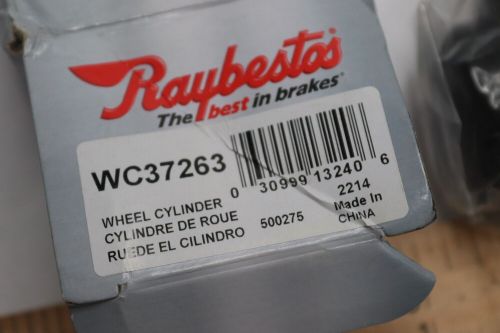 Raybestos
The best in brakes
WC37263
0 30999 13240 6
WHEEL CYLINDER
CYLINDRE DE ROUE
RUEDE EL CILINDRO
500275
2214
Made In
CHINA